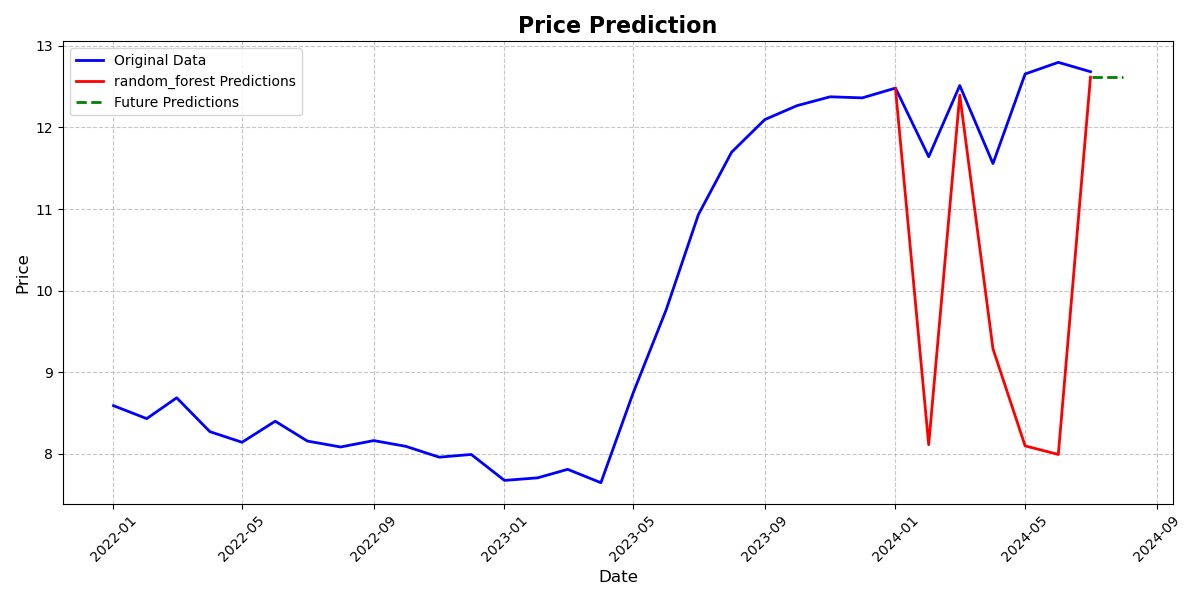 Price Prediction
Original Data
random_forest Predictions
Future Predictions
Price
13
12
11
10
9
8
2022-01
2022-05
2022-09
2023-01
2023-05
2023-09
2024-01
2024-05
2024-09
Date